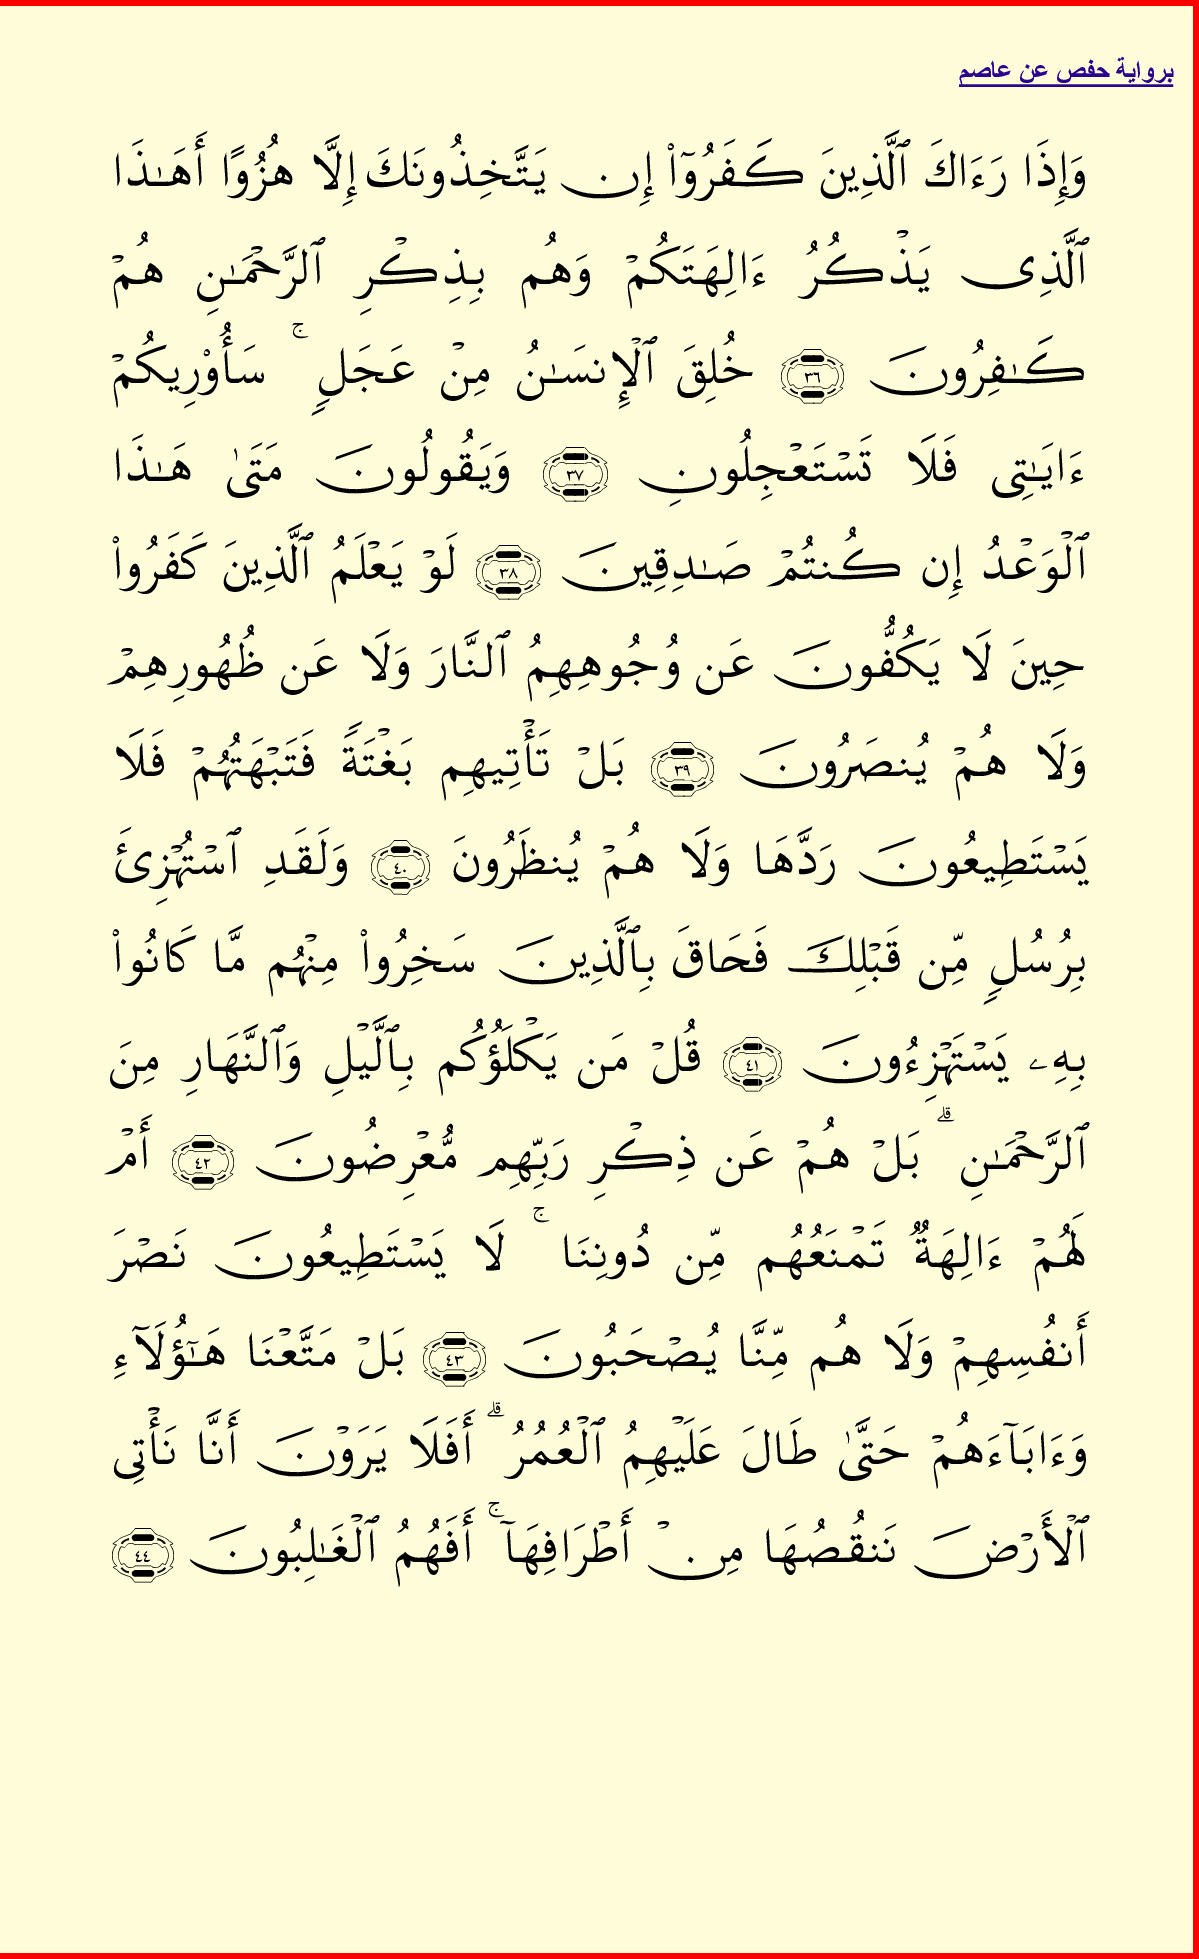 برواية حفص عن عاصم
وَإِذَا رَءَاكَ ٱلَّذِينَ كَفَرُوٓا۟ إِن يَتَّخِذُونَكَ إِلَّا هُزُوًا أَهَـٰذَا
ٱلَّذِى يَذْكُرُ ءَالِهَتَكُمْ وَهُم بِذِكْرِ ٱلرَّحْمَـٰنِ هُمْ
كَـٰفِرُونَ ٣٦ خُلِقَ ٱلْإِنسَـٰنُ مِنْ عَجَلٍ ۚ سَأُو۟رِيكُمْ
ءَايَـٰتِى فَلَا تَسْتَعْجِلُونِ ٣٧ وَيَقُولُونَ مَتَىٰ هَـٰذَا
ٱلْوَعْدُ إِن كُنتُمْ صَـٰدِقِينَ ٣٨ لَوْ يَعْلَمُ ٱلَّذِينَ كَفَرُوا۟
حِينَ لَا يَكُفُّونَ عَن وُجُوهِهِمُ ٱلنَّارَ وَلَا عَن ظُهُورِهِمْ
وَلَا هُمْ يُنصَرُونَ ٣٩ بَلْ تَأْتِيهِم بَغْتَةً فَتَبْهَتُهُمْ فَلَا
يَسْتَطِيعُونَ رَدَّهَا وَلَا هُمْ يُنظَرُونَ ٤٠ وَلَقَدِ ٱسْتُهْزِئَ
بِرُسُلٍ مِّن قَبْلِكَ فَحَاقَ بِٱلَّذِينَ سَخِرُوا۟ مِنْهُم مَّا كَانُوا۟
بِهِۦ يَسْتَهْزِءُونَ ٤١ قُلْ مَن يَكْلَؤُكُم بِٱلَّيْلِ وَٱلنَّهَارِ مِنَ
ٱلرَّحْمَـٰنِ ۗ بَلْ هُمْ عَن ذِكْرِ رَبِّهِم مُّعْرِضُونَ ٤٢ أَمْ
لَهُمْ ءَالِهَةٌ تَمْنَعُهُم مِّن دُونِنَا ۚ لَا يَسْتَطِيعُونَ نَصْرَ
أَنفُسِهِمْ وَلَا هُم مِّنَّا يُصْحَبُونَ ٤٣ بَلْ مَتَّعْنَا هَـٰٓؤُلَآءِ
وَءَابَآءَهُمْ حَتَّىٰ طَالَ عَلَيْهِمُ ٱلْعُمُرُ ۗ أَفَلَا يَرَوْنَ أَنَّا نَأْتِى
ٱلْأَرْضَ نَنقُصُهَا مِنْ أَطْرَافِهَآ ۚ أَفَهُمُ ٱلْغَـٰلِبُونَ ٤٤